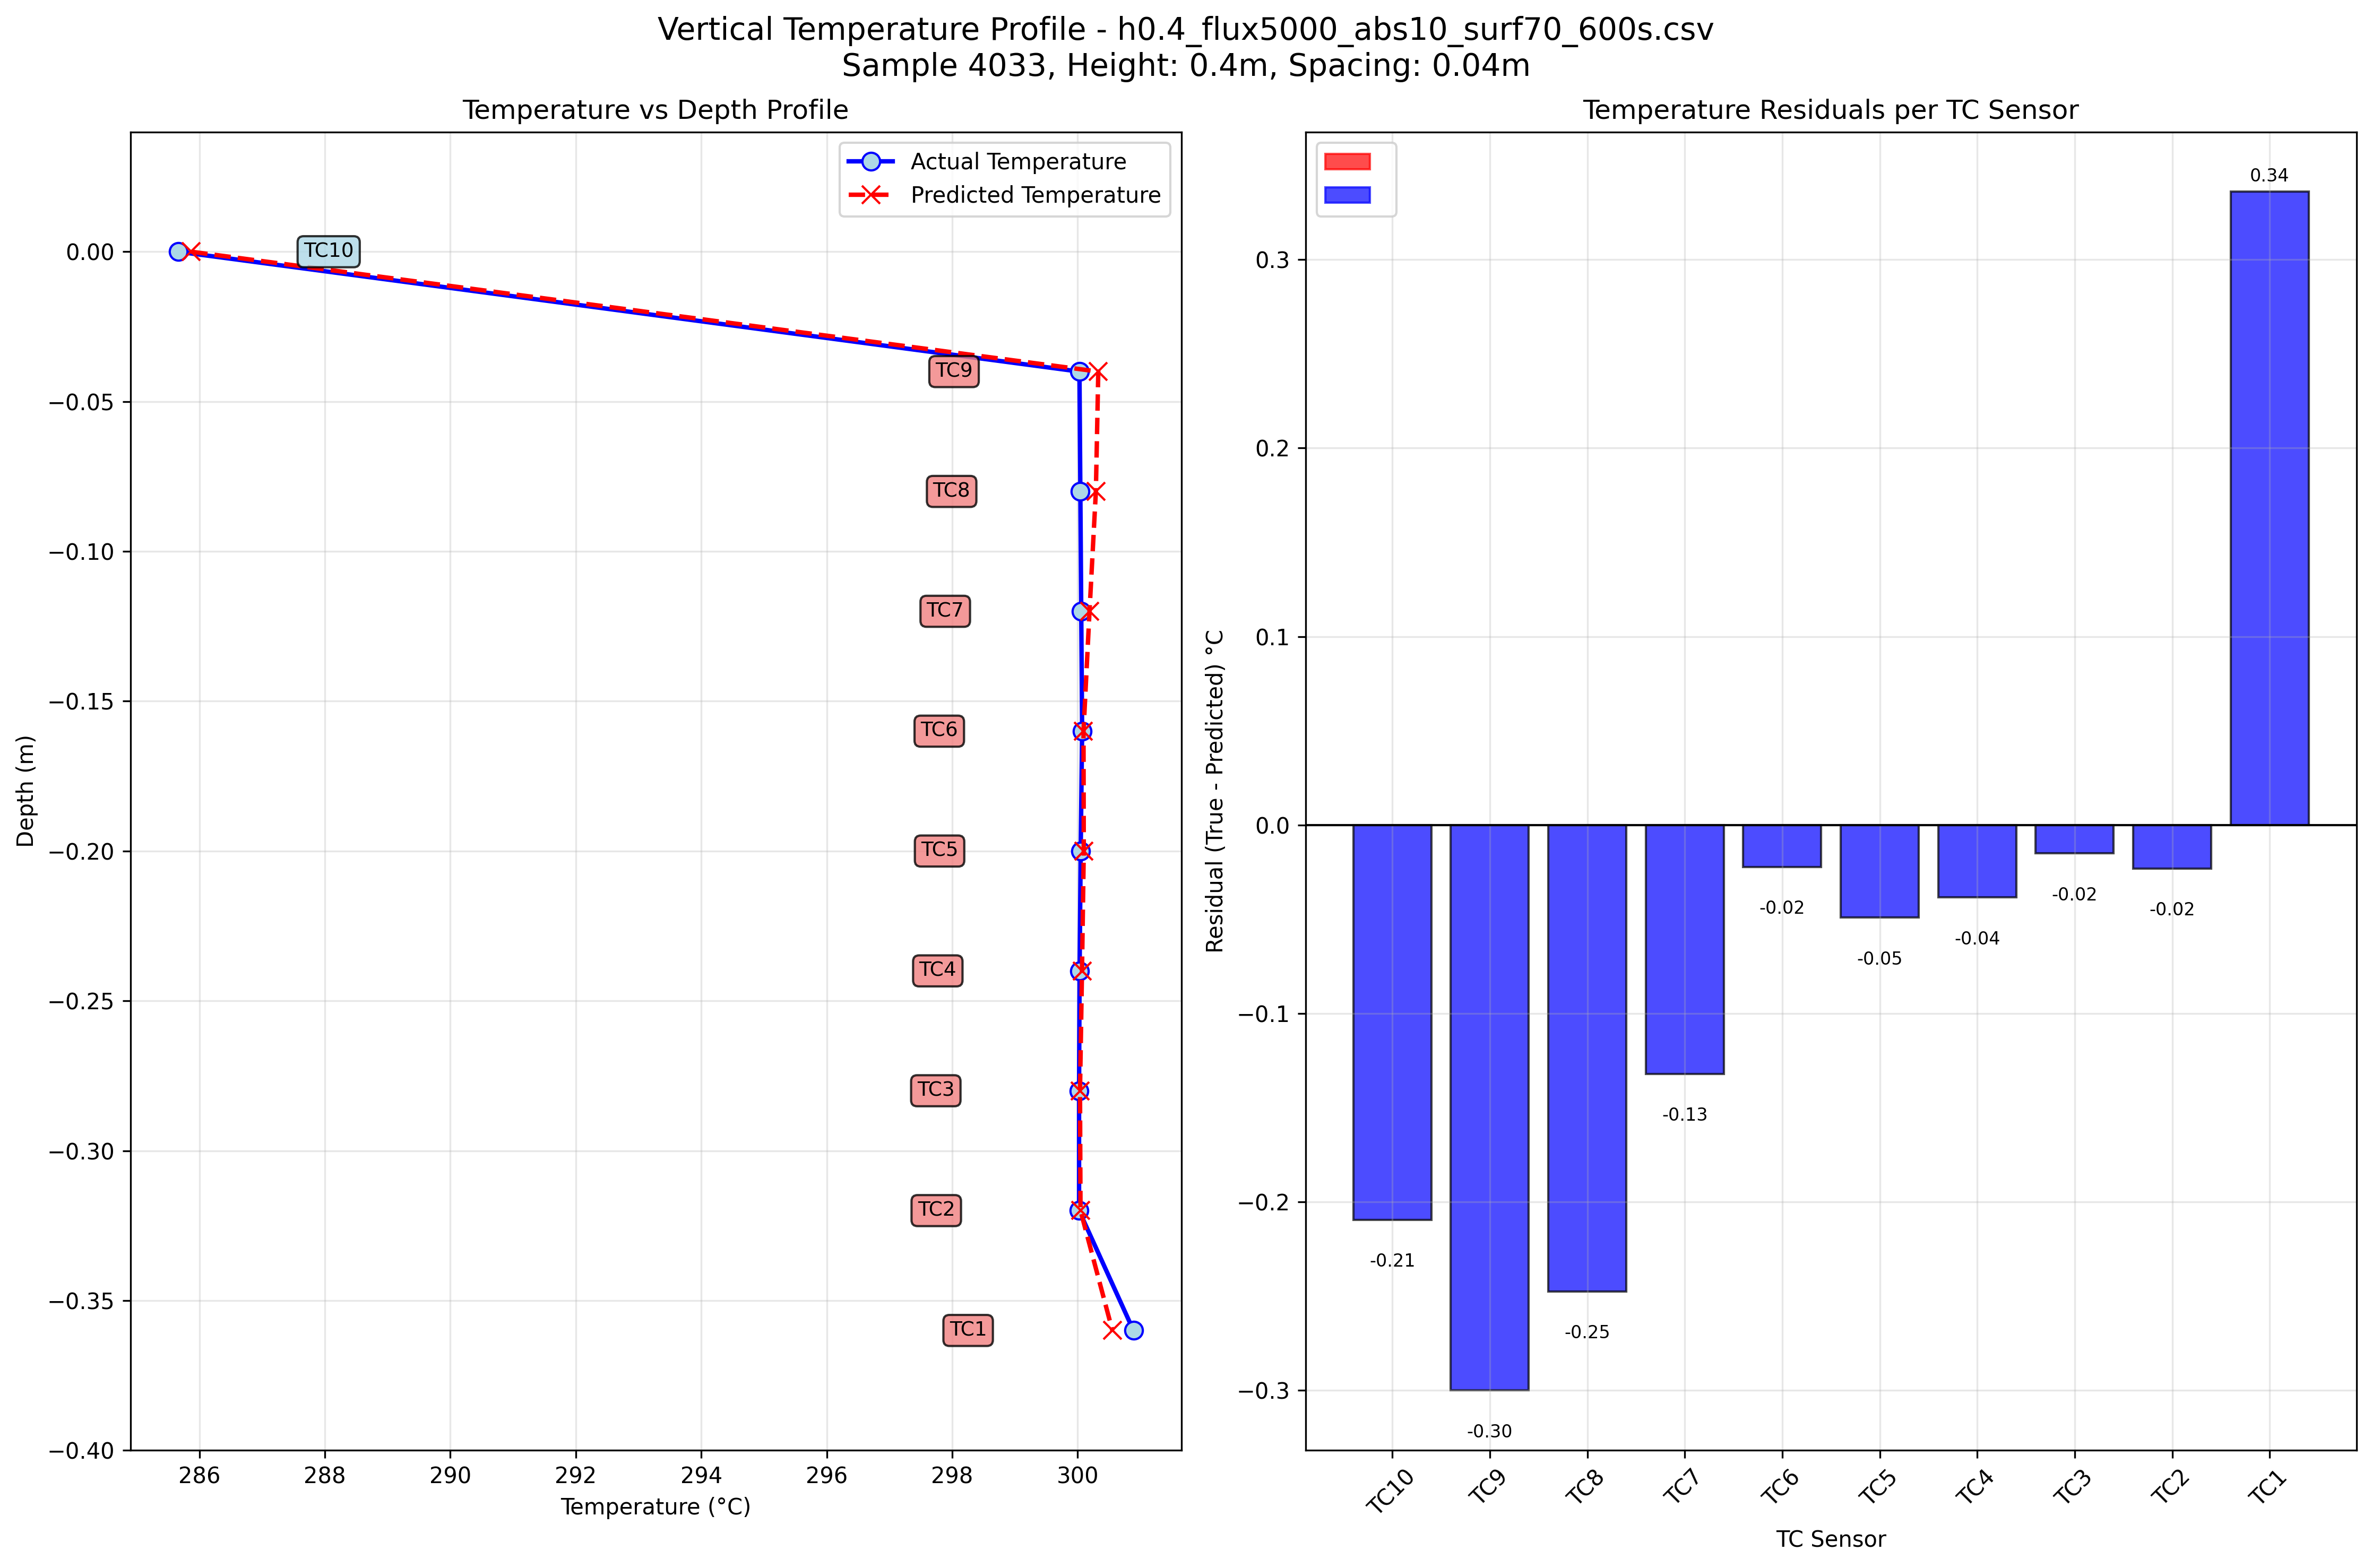 Vertical Temperature Profile - h0.4_flux5000_abs10_surf70_600s.csv
Sample 4033, Height: 0.4m, Spacing: 0.04m
Temperature vs Depth Profile
Actual Temperature
Predicted Temperature
TC10
TC9
TC8
TC7
TC6
TC5
TC4
TC3
TC2
TC1
0.00
−0.05
−0.10
−0.15
−0.20
−0.25
−0.30
−0.35
−0.40
Depth (m)
286 288 290 292 294 296 298 300
Temperature (°C)
Temperature Residuals per TC Sensor
0.34
-0.21
-0.30
-0.25
-0.13
-0.02
-0.05
-0.04
-0.02
-0.02
0.3
0.2
0.1
0.0
−0.1
−0.2
−0.3
Residual (True - Predicted) °C
TC10 TC9 TC8 TC7 TC6 TC5 TC4 TC3 TC2 TC1
TC Sensor